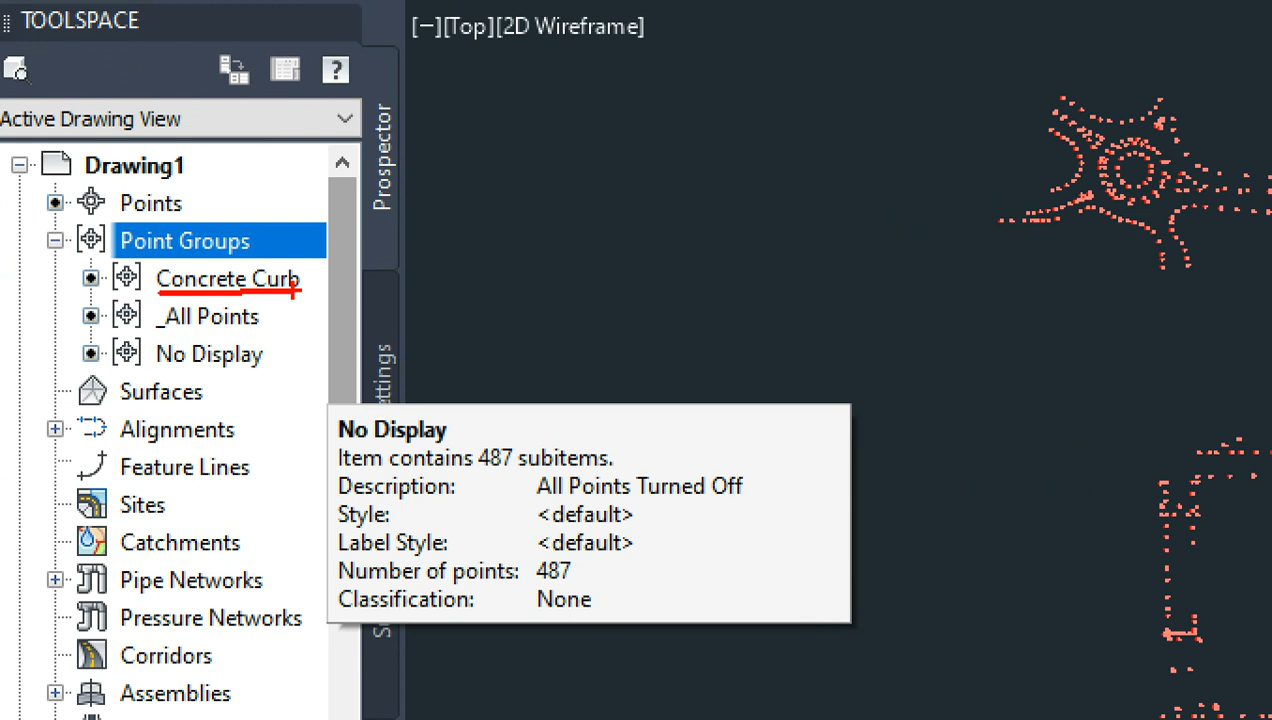 TOOLSPACE
[−][Top][2D Wireframe]
?
Active Drawing View
Prospector
Drawing1
Points
Point Groups
Concrete Curb
_All Points
No Display
Surfaces
Alignments
Feature Lines
Sites
Catchments
Pipe Networks
Pressure Networks
Corridors
Assemblies
No Display
Item contains 487 subitems.
Description: All Points Turned Off
Style: <default>
Label Style: <default>
Number of points: 487
Classification: None